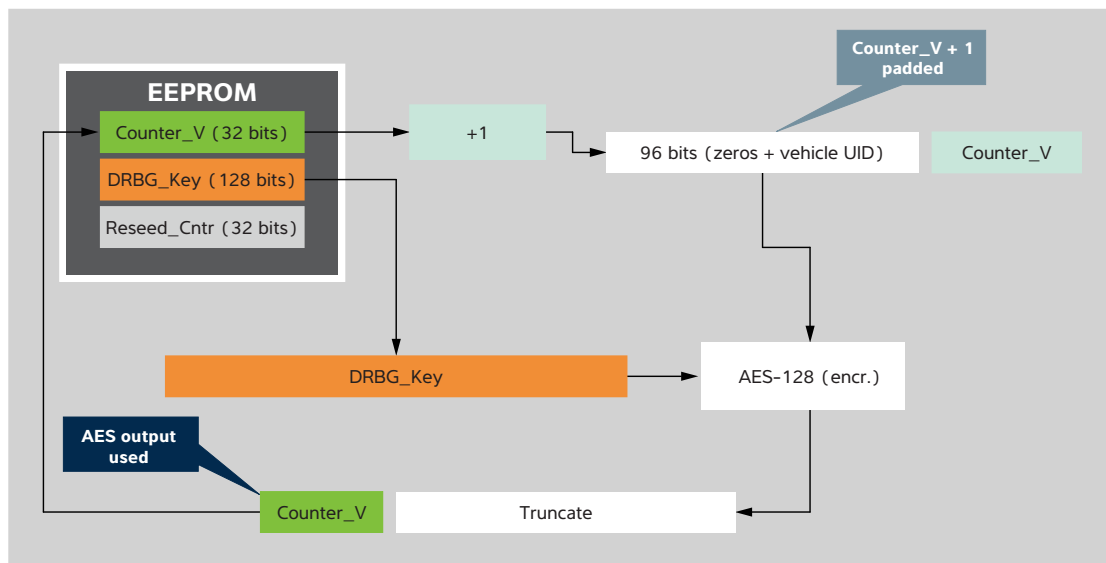 Counter_V + 1
padded
EEPROM
Counter_V (32 bits)
+1
96 bits (zeros + vehicle UID)
Counter_V
DRBG_Key (128 bits)
Reseed_Cntr (32 bits)
DRBG_Key
AES-128 (encr.)
AES output
used
Counter_V
Truncate